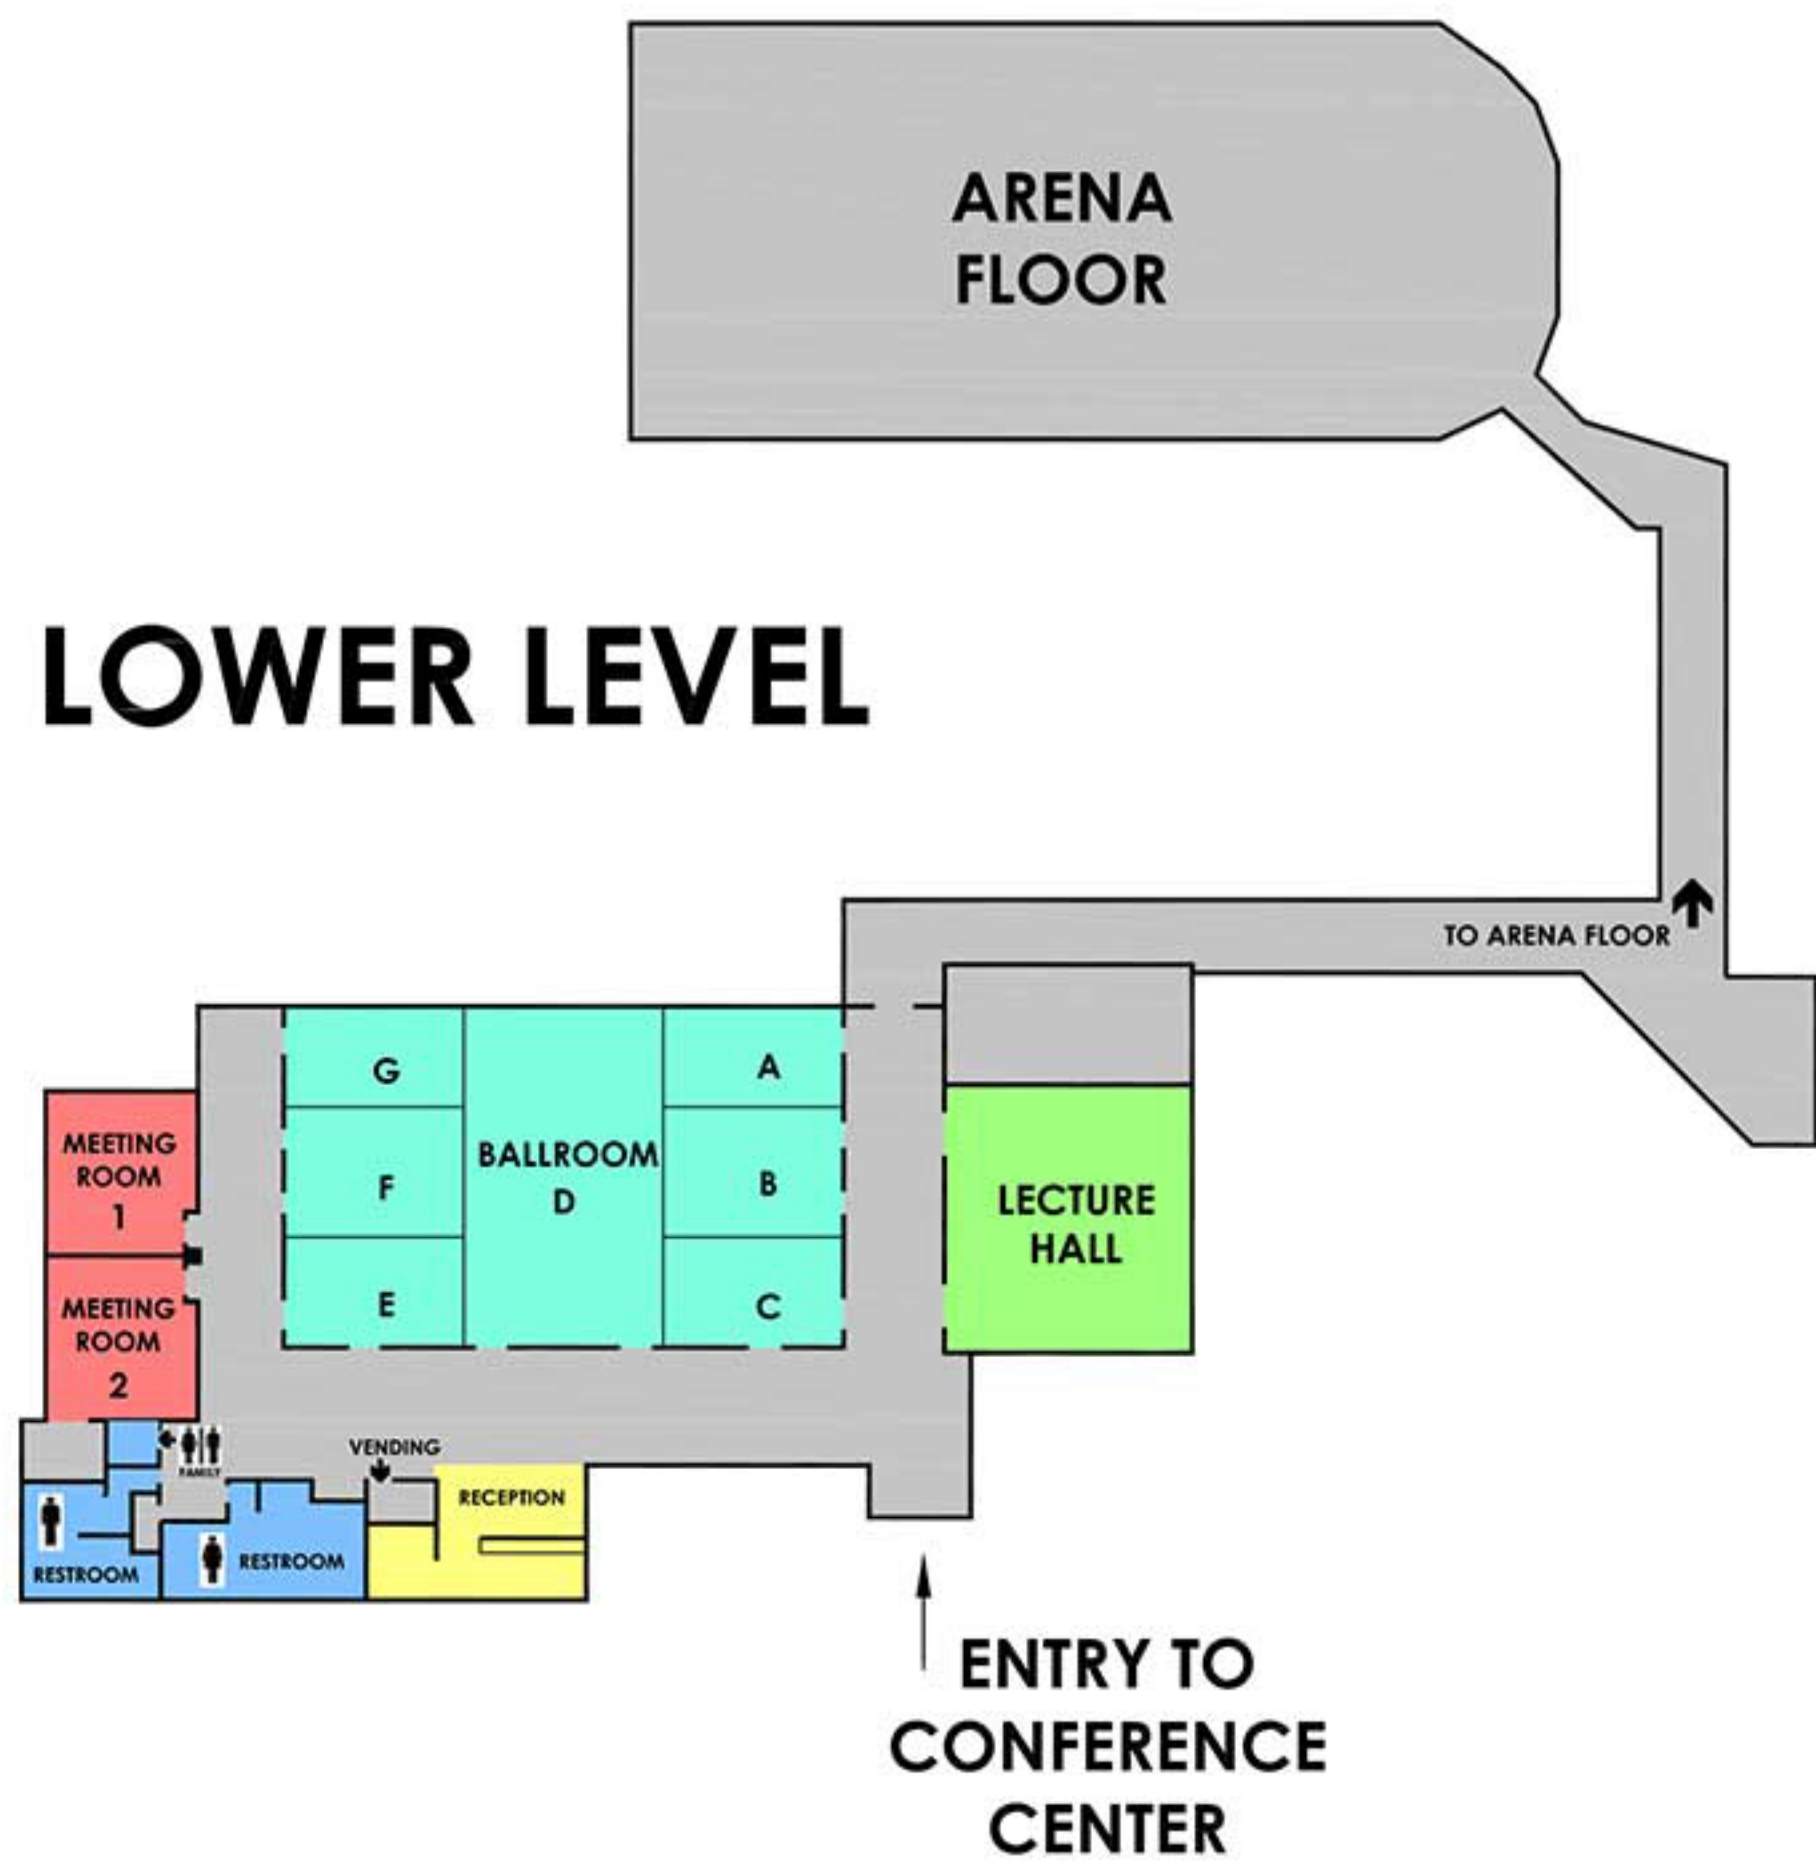 ARENA
FLOOR
LOWER LEVEL
TO ARENA FLOOR
G
A
MEETING
ROOM
1
BALLROOM
D
F
B
LECTURE
HALL
E
C
MEETING
ROOM
2
FAMILY
VENDING
RECEPTION
RESTROOM
RESTROOM
ENTRY TO
CONFERENCE
CENTER